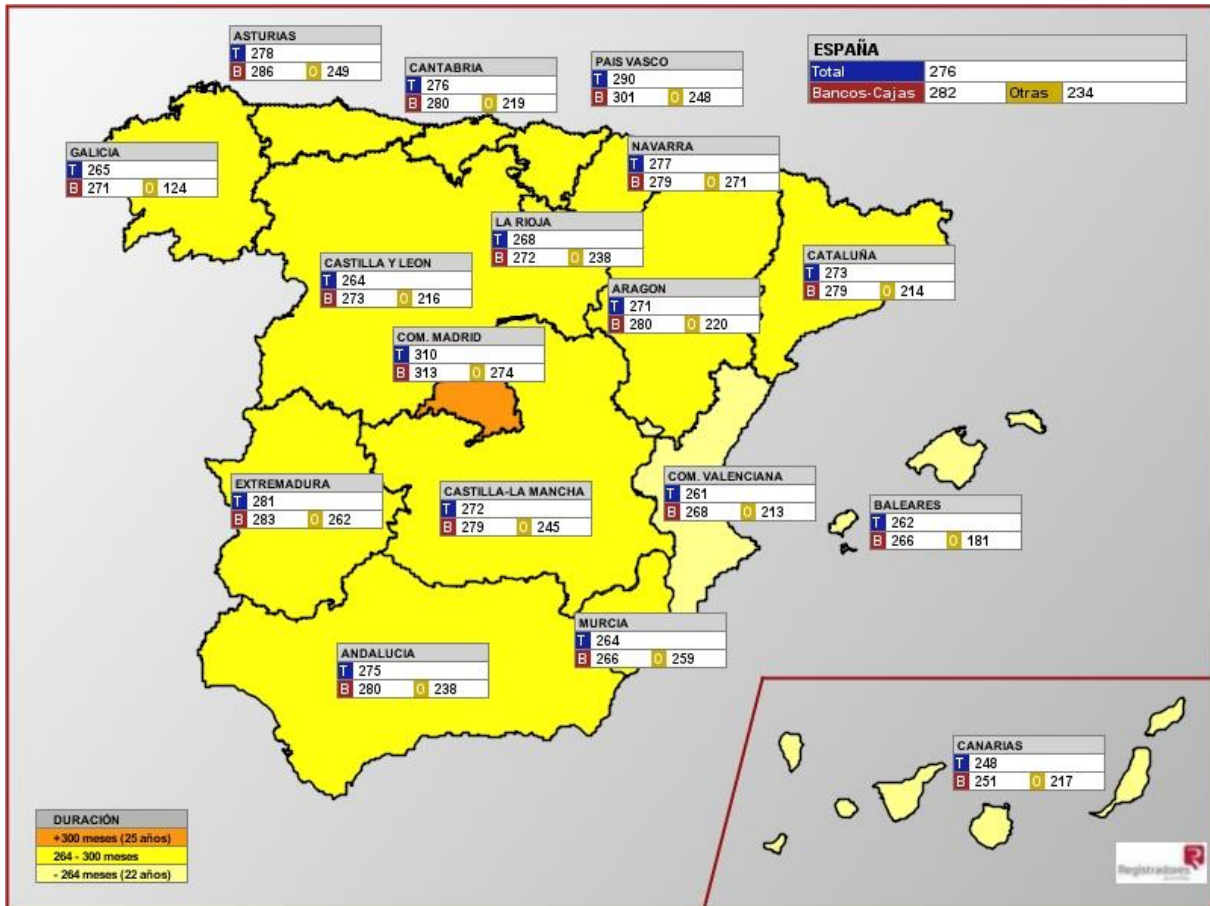 ASTURIAS
T 278
B 286 O 249
CANTABRIA
T 276
B 280 O 219
PAIS VASCO
T 290
B 301 O 248
ESPAÑA
Total 276
Bancos-Cajas 282 Otras 234
GALICIA
T 265
B 271 O 124
NAVARRA
T 277
B 279 O 271
LA RIOJA
T 268
B 272 O 238
CASTILLA Y LEON
T 264
B 273 O 216
CATALUÑA
T 273
B 279 O 214
ARAGON
T 271
B 280 O 220
COM. MADRID
T 310
B 313 O 274
EXTREMADURA
T 281
B 283 O 262
CASTILLA-LA MANCHA
T 272
B 279 O 245
COM. VALENCIANA
T 261
B 268 O 213
BALEARES
T 262
B 266 O 181
MURCIA
T 264
B 266 O 259
ANDALUCIA
T 275
B 280 O 238
CANARIAS
T 248
B 251 O 217
DURACIÓN
+300 meses (25 años)
264 - 300 meses
- 264 meses (22 años)
Registradores